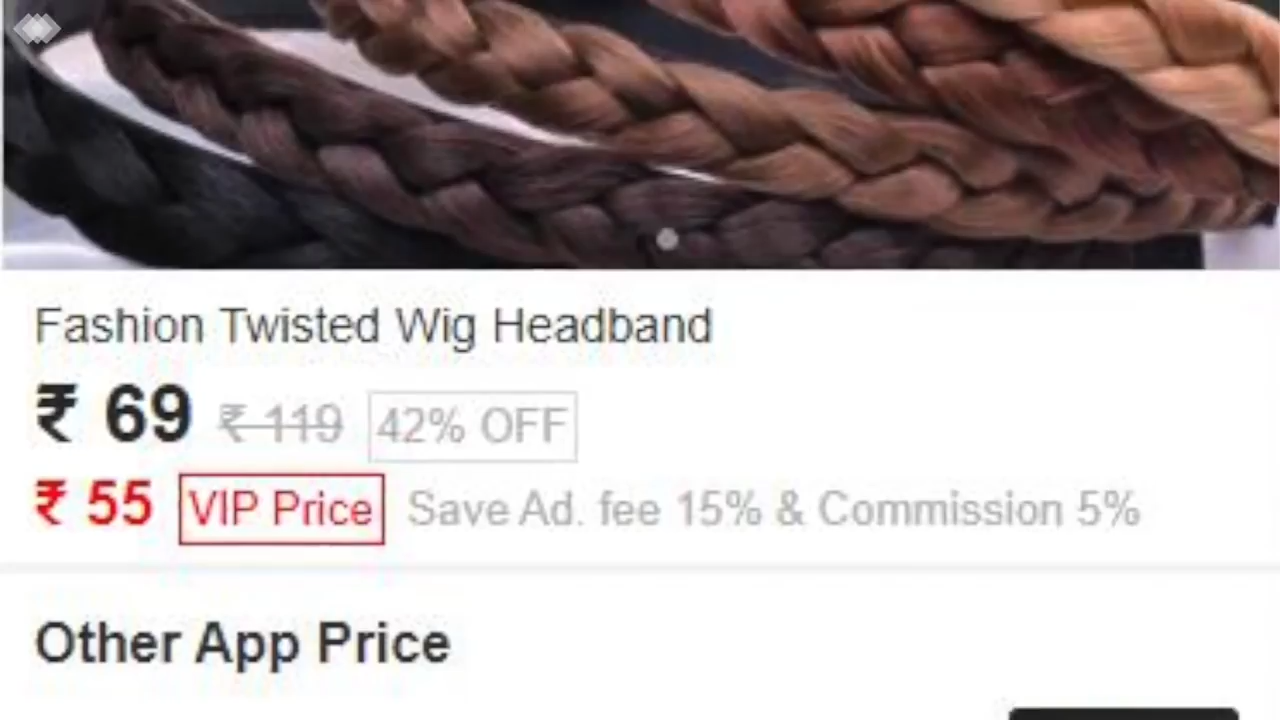 Fashion Twisted Wig Headband
₹ 69 ₹ 119 42% OFF
₹ 55 VIP Price Save Ad. fee 15% & Commission 5%
Other App Price